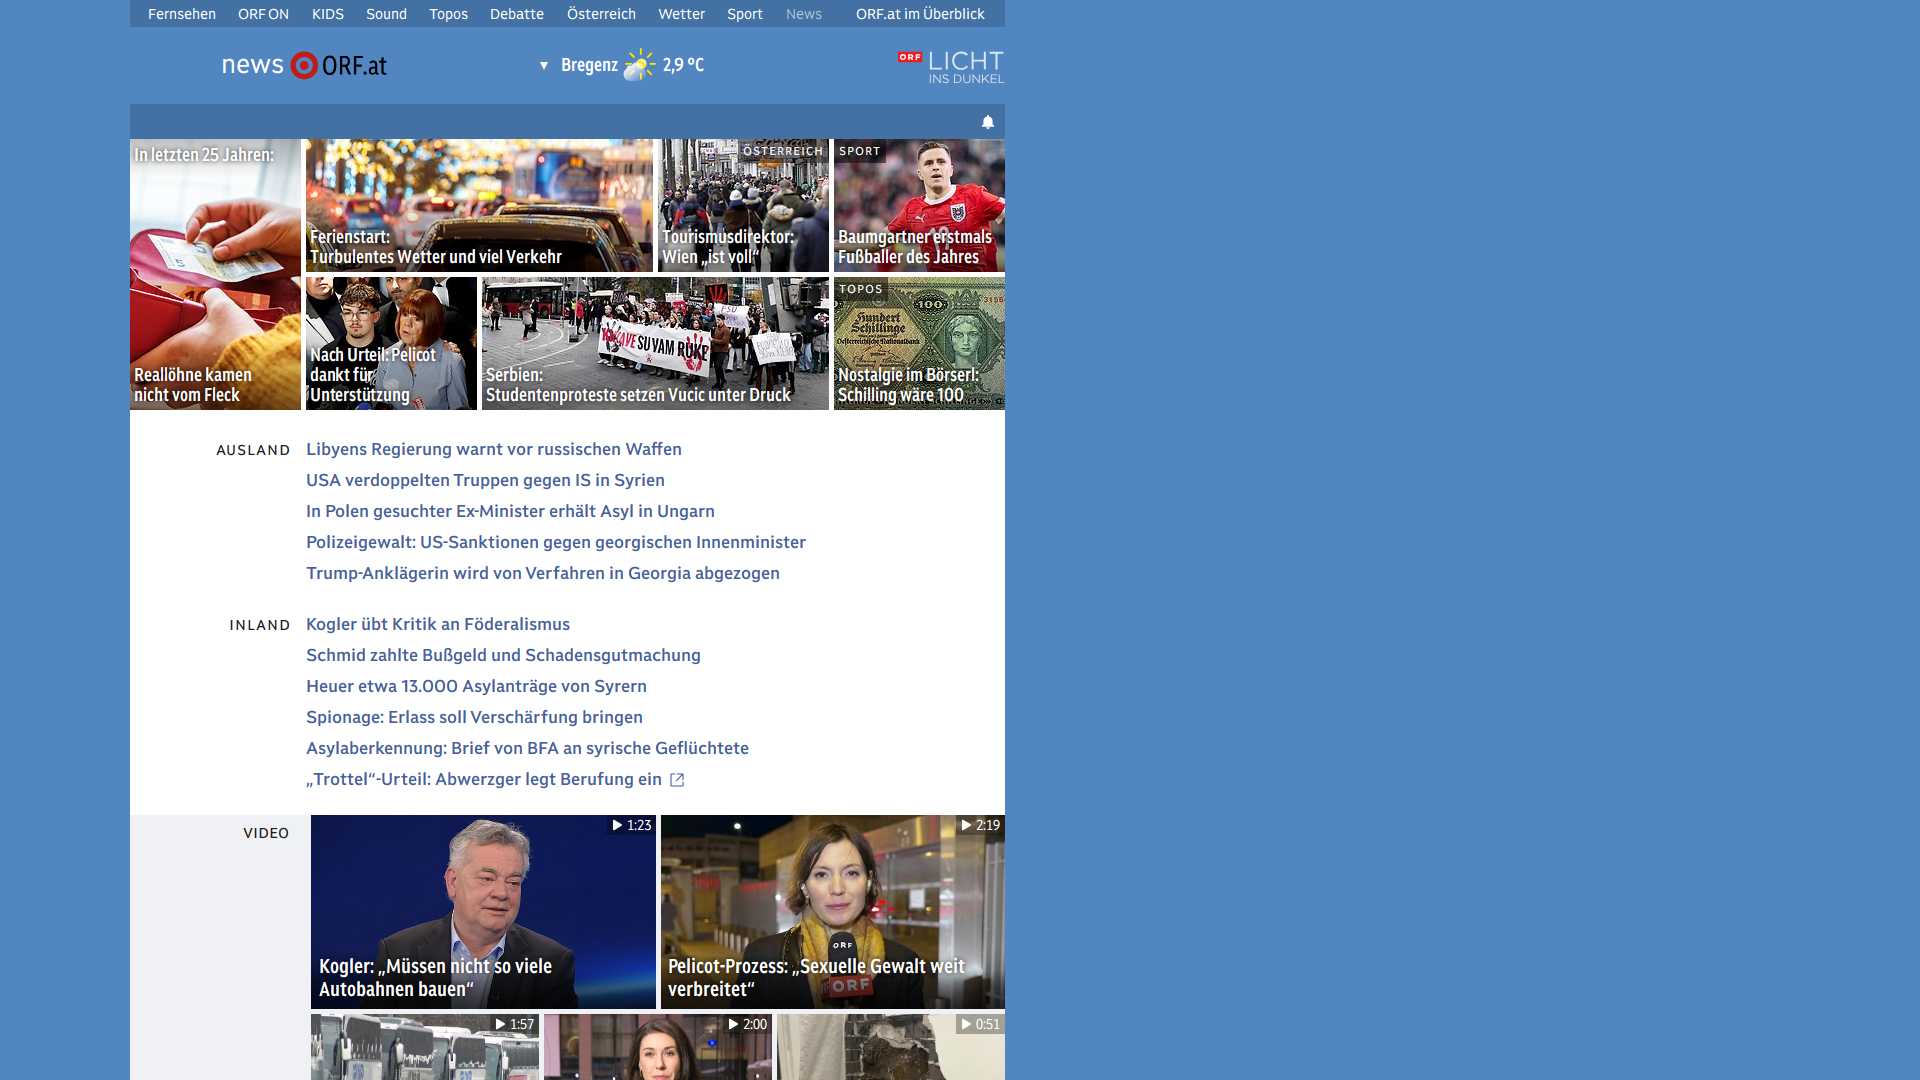 Fernsehen ORF ON KIDS Sound Topos Debatte Österreich Wetter Sport News ORF.at im Überblick
news ORF.at
Bregenz 2,9 °C
ORF LICHT
INS DUNKEL
In letzten 25 Jahren:
Reallöhne kamen
nicht vom Fleck
Ferienstart:
Turbulentes Wetter und viel Verkehr
ÖSTERREICH
Tourismusdirektor:
Wien „ist voll“
SPORT
Baumgartner erstmals
Fußballer des Jahres
Nach Urteil: Pelicot
dankt für
Unterstützung
SU VAM RUKE
Serbien:
Studentenproteste setzen Vucic unter Druck
TOPOS
100
Hundert
Schillinge
Nostalgie im Börserl:
Schilling wäre 100
AUSLAND
Libyens Regierung warnt vor russischen Waffen
USA verdoppelten Truppen gegen IS in Syrien
In Polen gesuchter Ex-Minister erhält Asyl in Ungarn
Polizeigewalt: US-Sanktionen gegen georgischen Innenminister
Trump-Anklägerin wird von Verfahren in Georgia abgezogen
INLAND
Kogler übt Kritik an Föderalismus
Schmid zahlte Bußgeld und Schadensgutmachung
Heuer etwa 13.000 Asylanträge von Syrern
Spionage: Erlass soll Verschärfung bringen
Asylaberkennung: Brief von BFA an syrische Geflüchtete
„Trottel“-Urteil: Abwerzger legt Berufung ein
VIDEO
1:23
Kogler: „Müssen nicht so viele
Autobahnen bauen“
2:19
ORF
ORF
Pelicot-Prozess: „Sexuelle Gewalt weit
verbreitet“
1:57
2:00
0:51